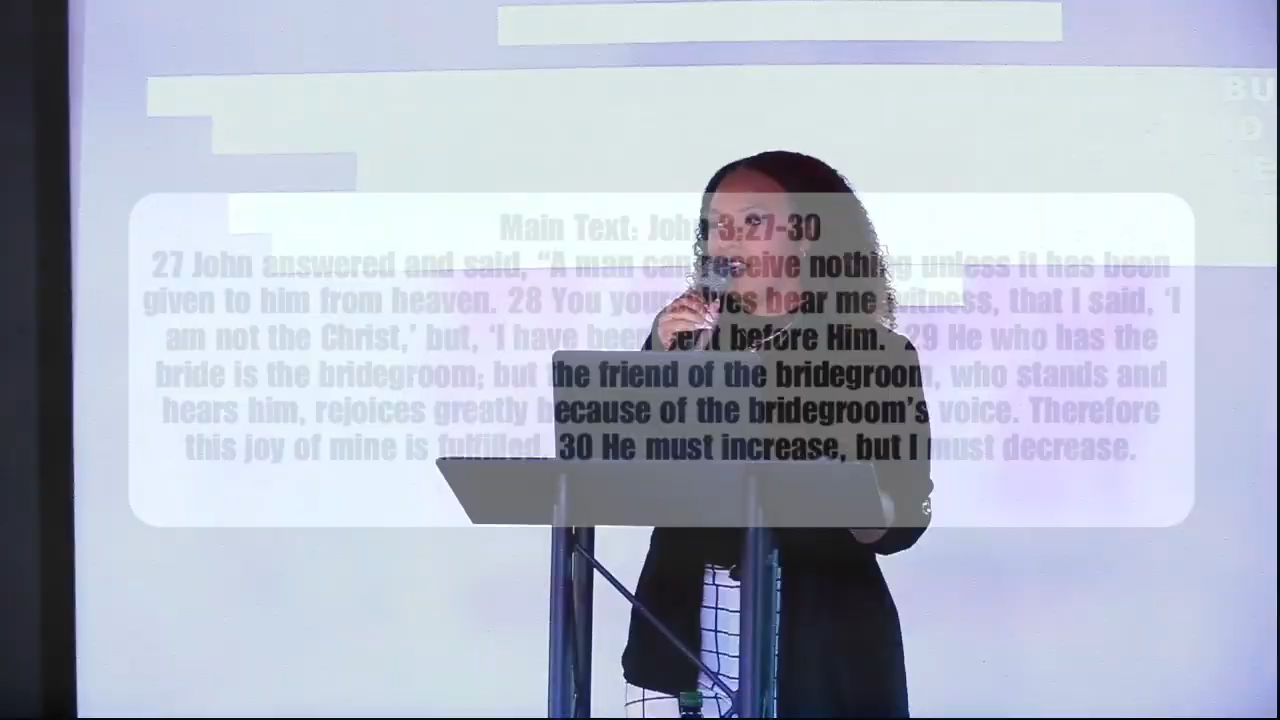 BU
Main Text: John 3:27-30
27 John answered and said, “A man can receive nothing unless it has been
given to him from heaven. 28 You yourselves bear me witness, that I said, ‘I
am not the Christ,’ but, ‘I have been sent before Him. ’ 29 He who has the
bride is the bridegroom; but the friend of the bridegroom, who stands and
hears him, rejoices greatly because of the bridegroom’s voice. Therefore
this joy of mine is fulfilled. 30 He must increase, but I must decrease.